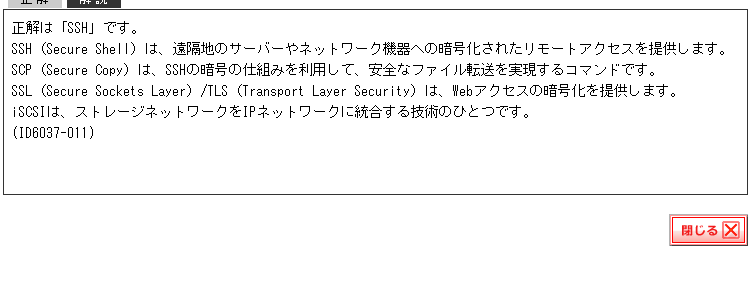 正解 解説
正解は「SSH」です。
SSH (Secure Shell) は、遠隔地のサーバーやネットワーク機器への暗号化されたリモートアクセスを提供します。
SCP (Secure Copy) は、SSHの暗号の仕組みを利用して、安全なファイル転送を実現するコマンドです。
SSL (Secure Sockets Layer) /TLS (Transport Layer Security) は、Webアクセスの暗号化を提供します。
iSCSIは、ストレージネットワークをIPネットワークに統合する技術のひとつです。
(ID6037-011)
閉じる